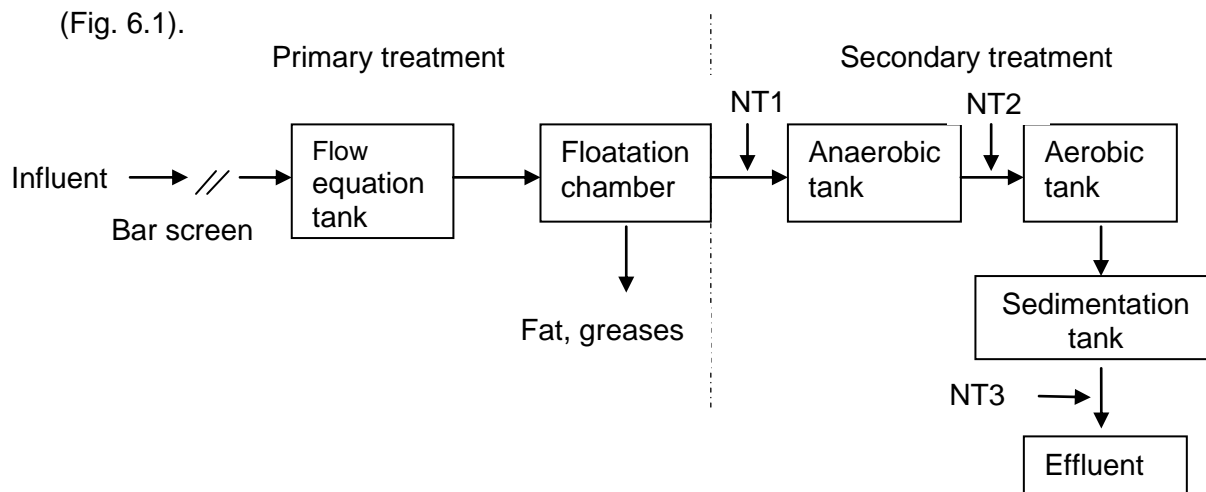 (Fig. 6.1).
Primary treatment
Secondary treatment
NT1
NT2
Influent
Bar screen
Flow
equation
tank
Floatation
chamber
Anaerobic
tank
Aerobic
tank
Fat, greases
Sedimentation
tank
NT3
Effluent